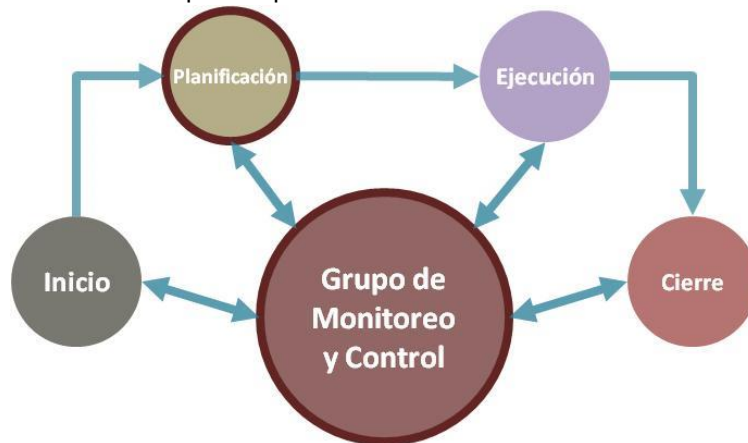 Planificación
Ejecución
Inicio
Grupo de
Monitoreo
y Control
Cierre